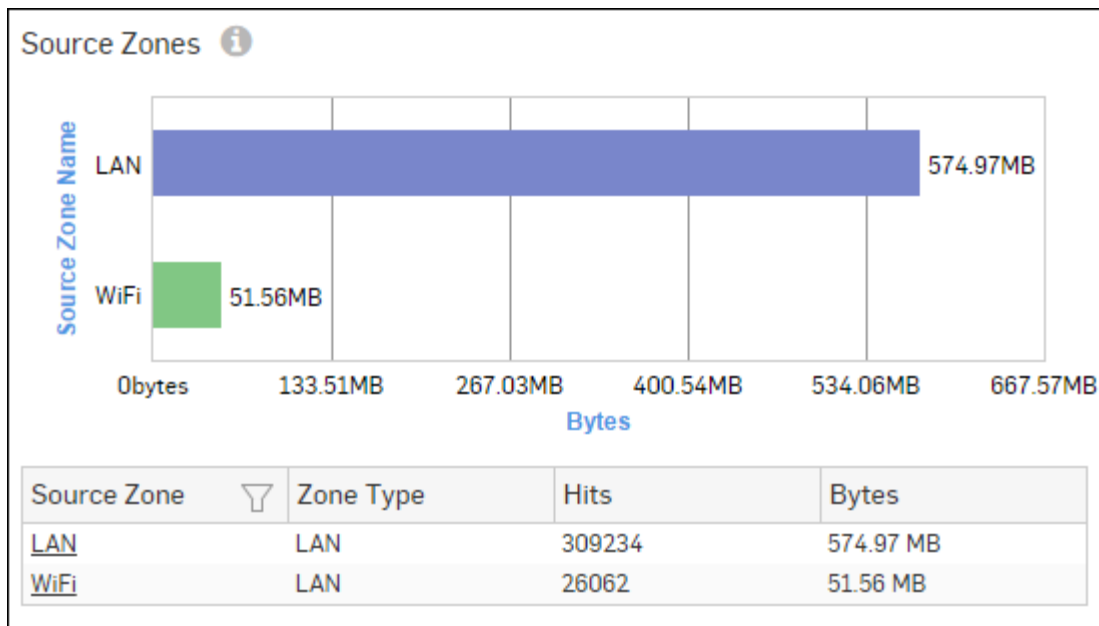 Source Zones
Source Zone Name
LAN 574.97MB
WiFi 51.56MB
0bytes 133.51MB 267.03MB 400.54MB 534.06MB 667.57MB
Bytes
Source Zone Zone Type Hits Bytes
LAN LAN 309234 574.97 MB
WiFi LAN 26062 51.56 MB